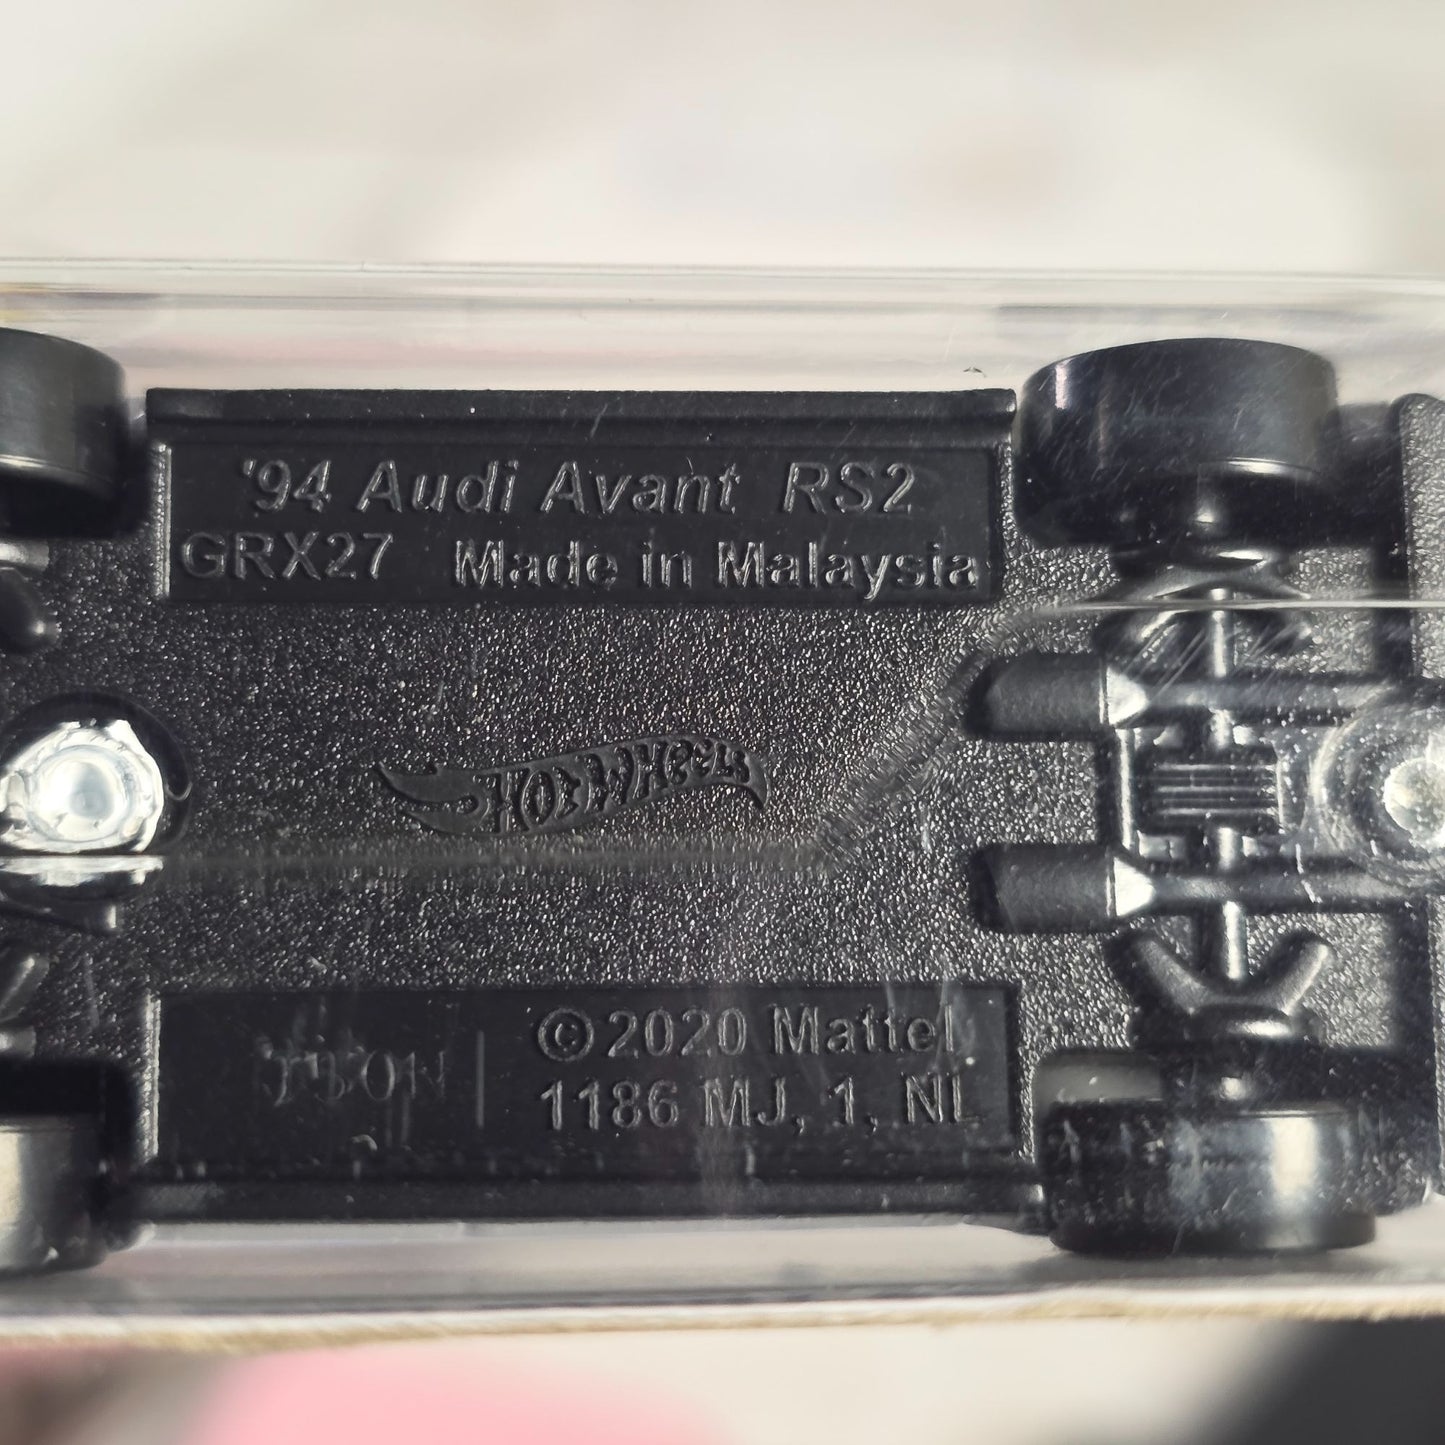 '94 Audi Avant RS2
GRX27 Made in Malaysia
HOT WHEELS
©2020 Mattel
1186 MJ, 1, NL